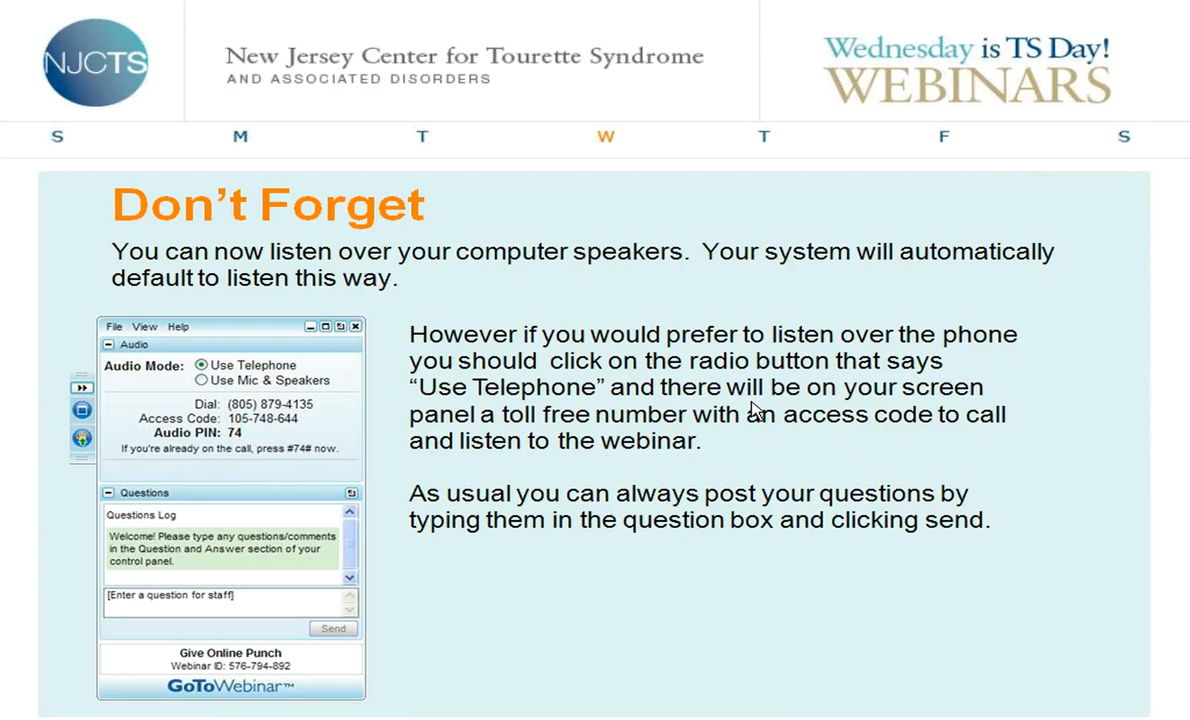 NJCTS
New Jersey Center for Tourette Syndrome
AND ASSOCIATED DISORDERS
Wednesday is TS Day!
WEBINARS
S M T W T F S
Don't Forget
You can now listen over your computer speakers. Your system will automatically
default to listen this way.
File View Help
Audio
Audio Mode: Use Telephone
Use Mic & Speakers
Dial: (805) 879-4135
Access Code: 105-748-644
Audio PIN: 74
If you're already on the call, press #74# now.
Questions
Questions Log
Welcome! Please type any questions/comments
in the Question and Answer section of your
control panel.
[Enter a question for staff]
Send
Give Online Punch
Webinar ID: 576-794-892
GoToWebinar™
However if you would prefer to listen over the phone
you should click on the radio button that says
“Use Telephone” and there will be on your screen
panel a toll free number with an access code to call
and listen to the webinar.
As usual you can always post your questions by
typing them in the question box and clicking send.